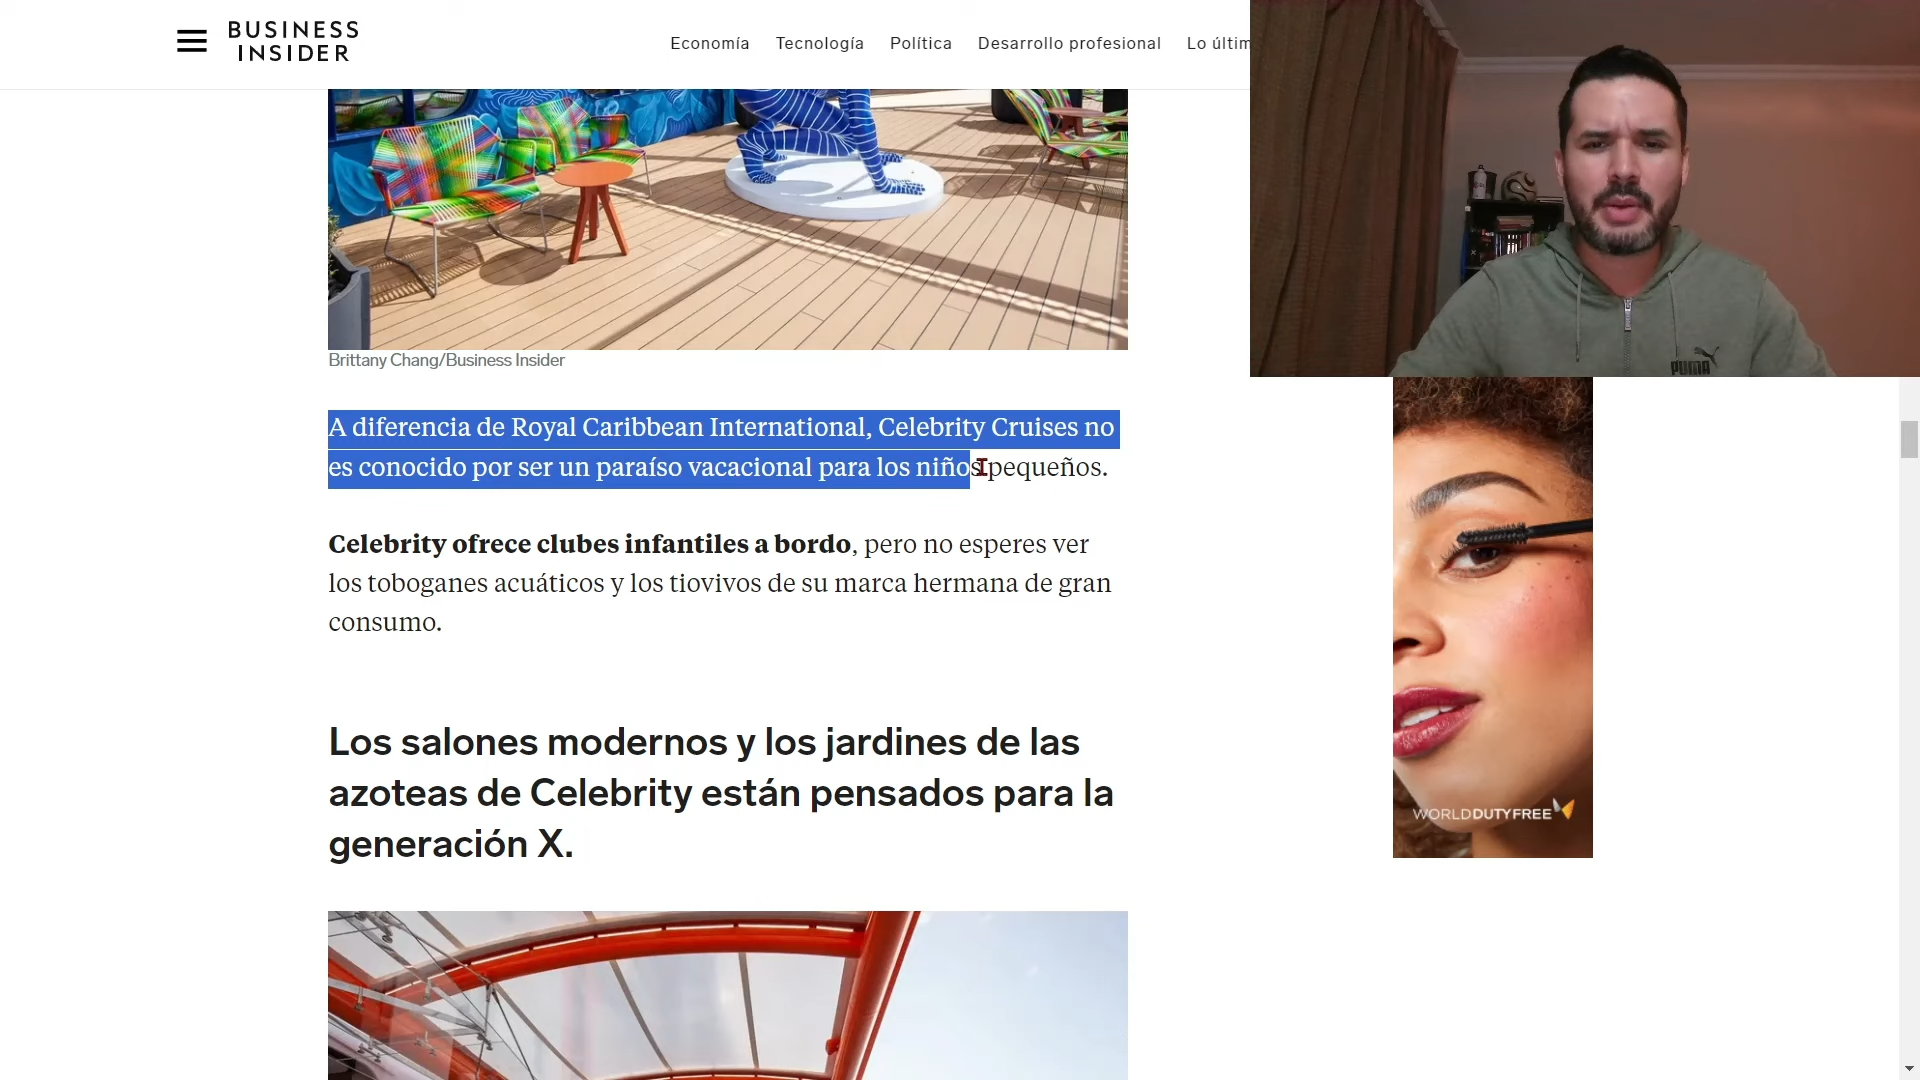 BUSINESS
INSIDER
Economía Tecnología Política Desarrollo profesional Lo últim
Brittany Chang/Business Insider
A diferencia de Royal Caribbean International, Celebrity Cruises no
es conocido por ser un paraíso vacacional para los niños pequeños.
Celebrity ofrece clubes infantiles a bordo, pero no esperes ver
los toboganes acuáticos y los tiovivos de su marca hermana de gran
consumo.
Los salones modernos y los jardines de las
azoteas de Celebrity están pensados para la
generación X.
PUMA
WORLDDUTYFREE